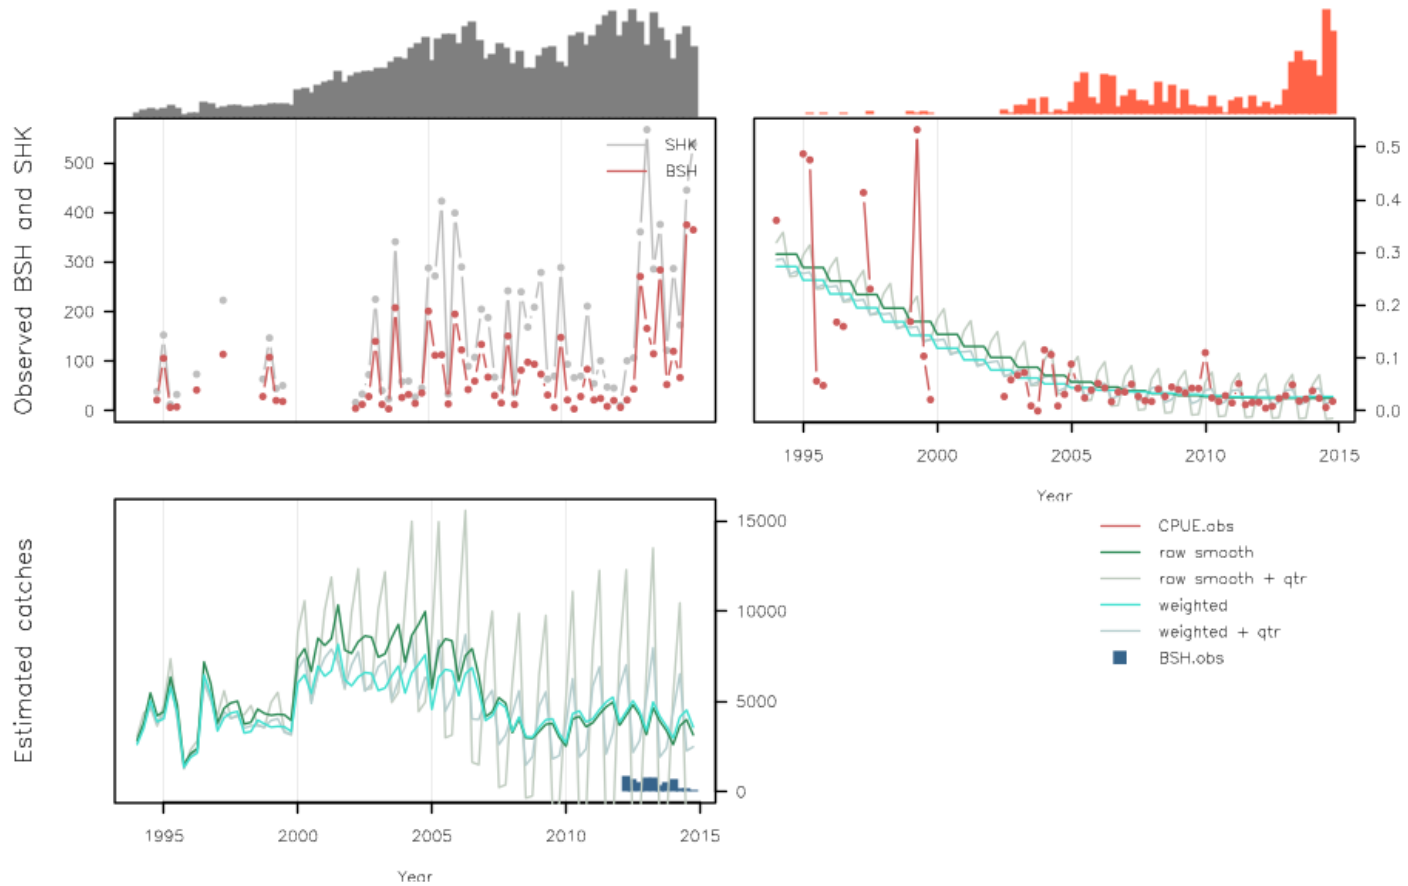 Observed BSH and SHK
500
400
300
200
100
0
SHK
BSH
0.5
0.4
0.3
0.2
0.1
0.0
1995 2000 2005 2010 2015
Year
Estimated catches
15000
10000
5000
0
1995 2000 2005 2010 2015
Year
CPUE.obs
raw smooth
raw smooth + qtr
weighted
weighted + qtr
BSH.obs